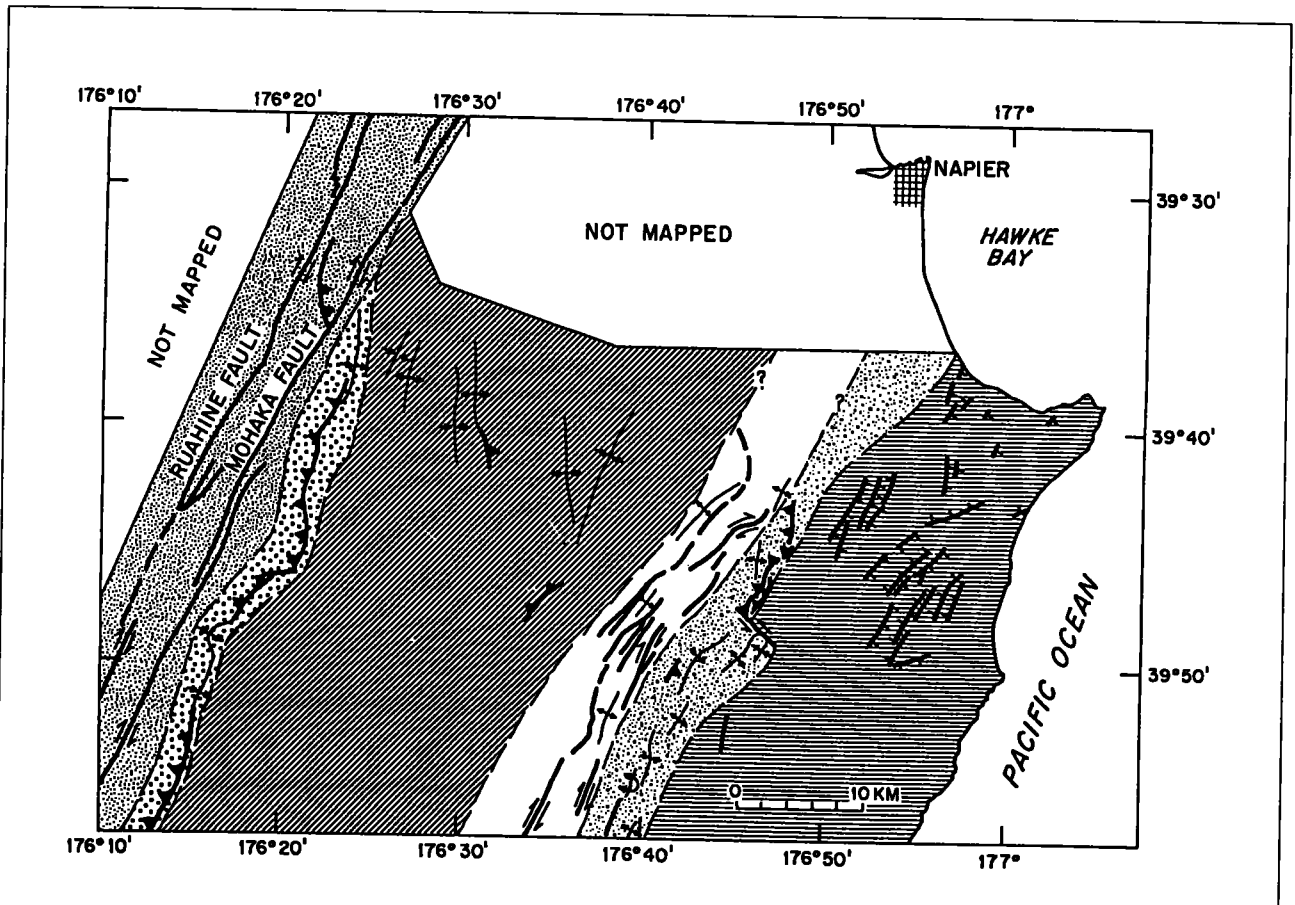 176°10' 176°20' 176°30' 176°40' 176°50' 177°
NAPIER
39°30'
NOT MAPPED
HAWKE
BAY
NOT MAPPED
RUAHINE FAULT
MOHAKA FAULT
?
?
39°40'
39°50'
PACIFIC OCEAN
0 10 KM
176°10' 176°20' 176°30' 176°40' 176°50' 177°